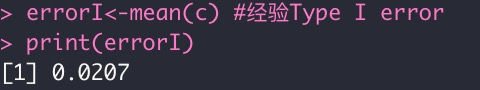 > errorI<-mean(c) #经验Type I error
> print(errorI)
[1] 0.0207